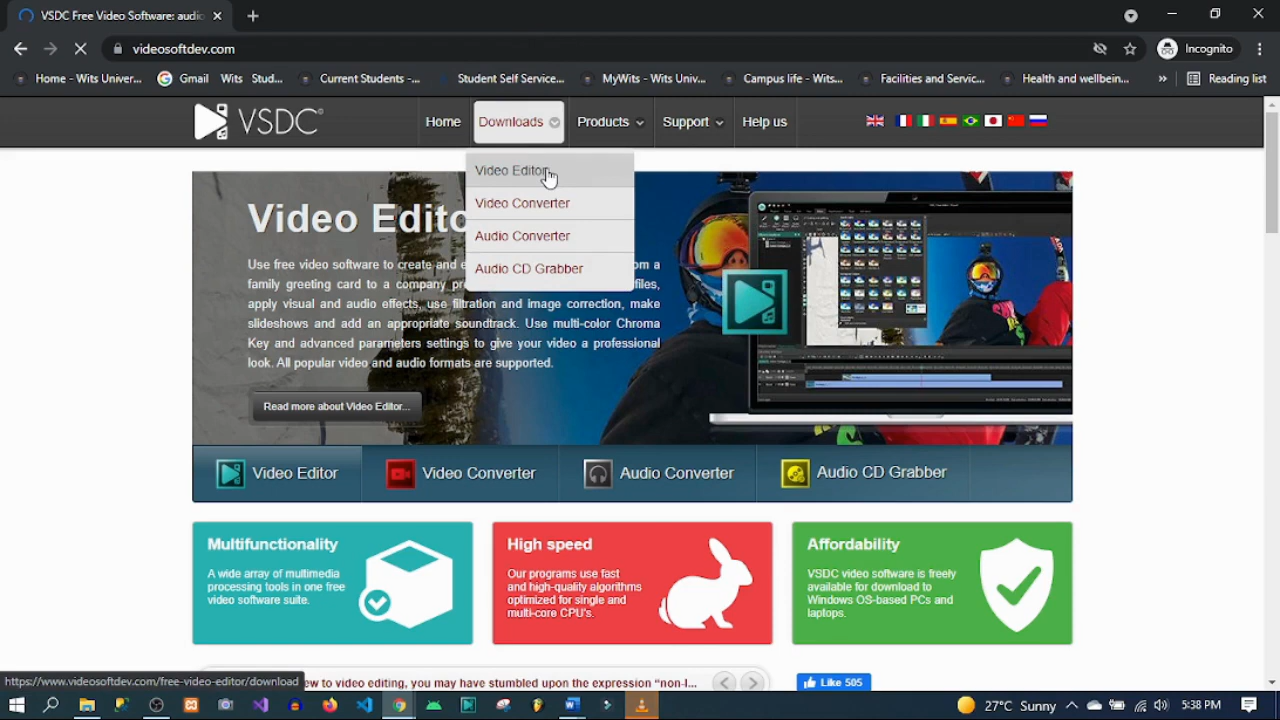 VSDC Free Video Software: audi
videosoftdev.com
Incognito
Home - Wits Univer...
Gmail
Wits Stud...
Current Students -...
Student Self Service...
MyWits - Wits Univ...
Campus life - Wits...
Facilities and Servic...
Health and wellbein...
»
Reading list
VSDC®
Home
Downloads
Products
Support
Help us
Video Editor
Video Converter
Audio Converter
Audio CD Grabber
Video Edito
Use free video software to create and e
om a
family greeting card to a company pr
files,
apply visual and audio effects, use filtration and image correction, make
slideshows and add an appropriate soundtrack. Use multi-color Chroma
Key and advanced parameters settings to give your video a professional
look. All popular video and audio formats are supported.
Read more about Video Editor...
Video Editor
Video Converter
Audio Converter
Audio CD Grabber
Multifunctionality
A wide array of multimedia
processing tools in one free
video software suite.
High speed
Our programs use fast
and high-quality algorithms
optimized for single and
multi-core CPU's.
Affordability
VSDC video software is freely
available for download to
Windows OS-based PCs and
laptops.
ew to video editing, you may have stumbled upon the expression “non-l...
Like 505
https://www.videosoftdev.com/free-video-editor/download
27°C Sunny
5:38 PM